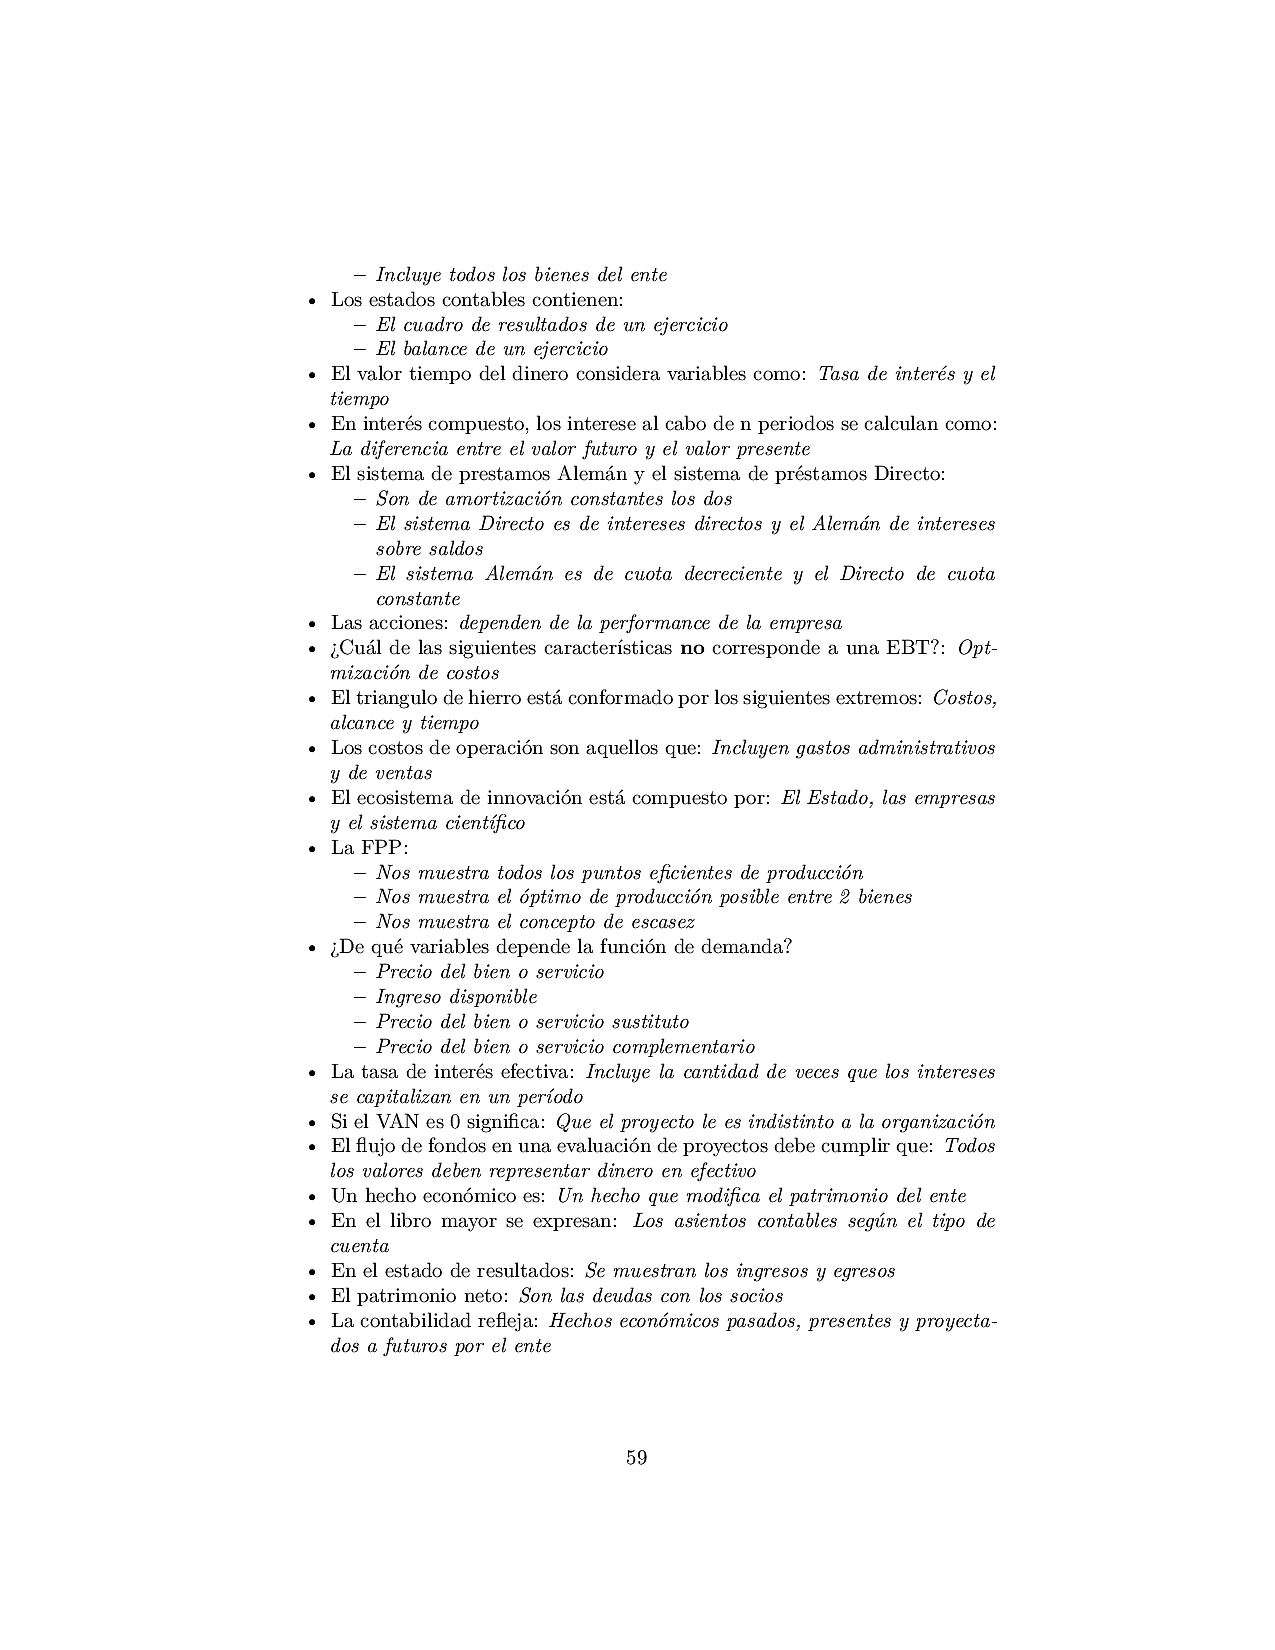 – Incluye todos los bienes del ente
• Los estados contables contienen:
– El cuadro de resultados de un ejercicio
– El balance de un ejercicio
• El valor tiempo del dinero considera variables como: Tasa de interés y el
tiempo
• En interés compuesto, los interese al cabo de n periodos se calculan como:
La diferencia entre el valor futuro y el valor presente
• El sistema de prestamos Alemán y el sistema de préstamos Directo:
– Son de amortización constantes los dos
– El sistema Directo es de intereses directos y el Alemán de intereses
sobre saldos
– El sistema Alemán es de cuota decreciente y el Directo de cuota
constante
• Las acciones: dependen de la performance de la empresa
• ¿Cuál de las siguientes características no corresponde a una EBT?: Opt-
mización de costos
• El triangulo de hierro está conformado por los siguientes extremos: Costos,
alcance y tiempo
• Los costos de operación son aquellos que: Incluyen gastos administrativos
y de ventas
• El ecosistema de innovación está compuesto por: El Estado, las empresas
y el sistema científico
• La FPP:
– Nos muestra todos los puntos eficientes de producción
– Nos muestra el óptimo de producción posible entre 2 bienes
– Nos muestra el concepto de escasez
• ¿De qué variables depende la función de demanda?
– Precio del bien o servicio
– Ingreso disponible
– Precio del bien o servicio sustituto
– Precio del bien o servicio complementario
• La tasa de interés efectiva: Incluye la cantidad de veces que los intereses
se capitalizan en un período
• Si el VAN es 0 significa: Que el proyecto le es indistinto a la organización
• El flujo de fondos en una evaluación de proyectos debe cumplir que: Todos
los valores deben representar dinero en efectivo
• Un hecho económico es: Un hecho que modifica el patrimonio del ente
• En el libro mayor se expresan: Los asientos contables según el tipo de
cuenta
• En el estado de resultados: Se muestran los ingresos y egresos
• El patrimonio neto: Son las deudas con los socios
• La contabilidad refleja: Hechos económicos pasados, presentes y proyecta-
dos a futuros por el ente
59